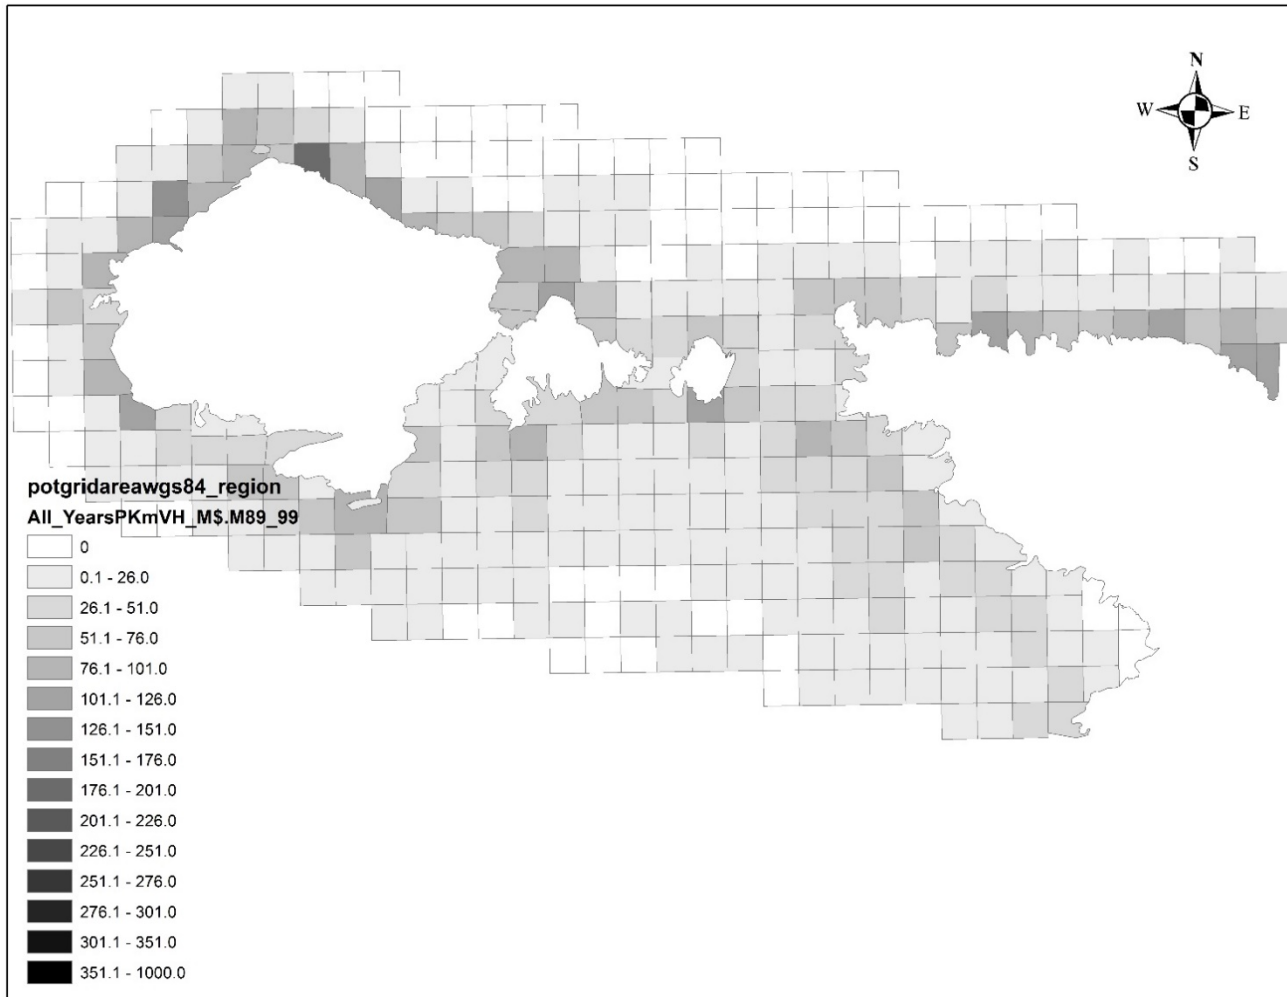 N
W E
S
potgridareawgs84_region
All_YearsPKmVH_M$.M89_99
0
0.1 - 26.0
26.1 - 51.0
51.1 - 76.0
76.1 - 101.0
101.1 - 126.0
126.1 - 151.0
151.1 - 176.0
176.1 - 201.0
201.1 - 226.0
226.1 - 251.0
251.1 - 276.0
276.1 - 301.0
301.1 - 351.0
351.1 - 1000.0